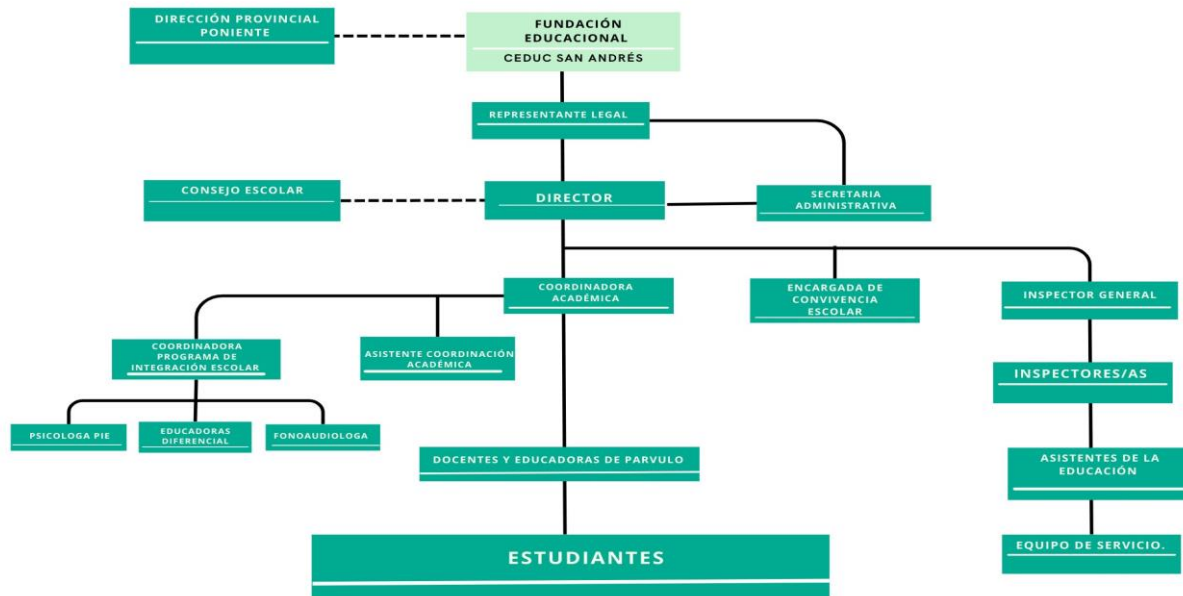 DIRECCIÓN PROVINCIAL
PONIENTE
FUNDACIÓN
EDUCACIONAL
CEDUC SAN ANDRÉS
REPRESENTANTE LEGAL
CONSEJO ESCOLAR
DIRECTOR
SECRETARIA
ADMINISTRATIVA
COORDINADORA
ACADÉMICA
ENCARGADA DE
CONVIVENCIA
ESCOLAR
INSPECTOR GENERAL
COORDINADORA
PROGRAMA DE
INTEGRACIÓN ESCOLAR
ASISTENTE COORDINACIÓN
ACADÉMICA
INSPECTORES/AS
PSICOLOGA PIE
EDUCADORAS
DIFERENCIAL
FONOAUDIOLOGA
DOCENTES Y EDUCADORAS DE PARVULO
ASISTENTES DE LA
EDUCACIÓN
ESTUDIANTES
EQUIPO DE SERVICIO.